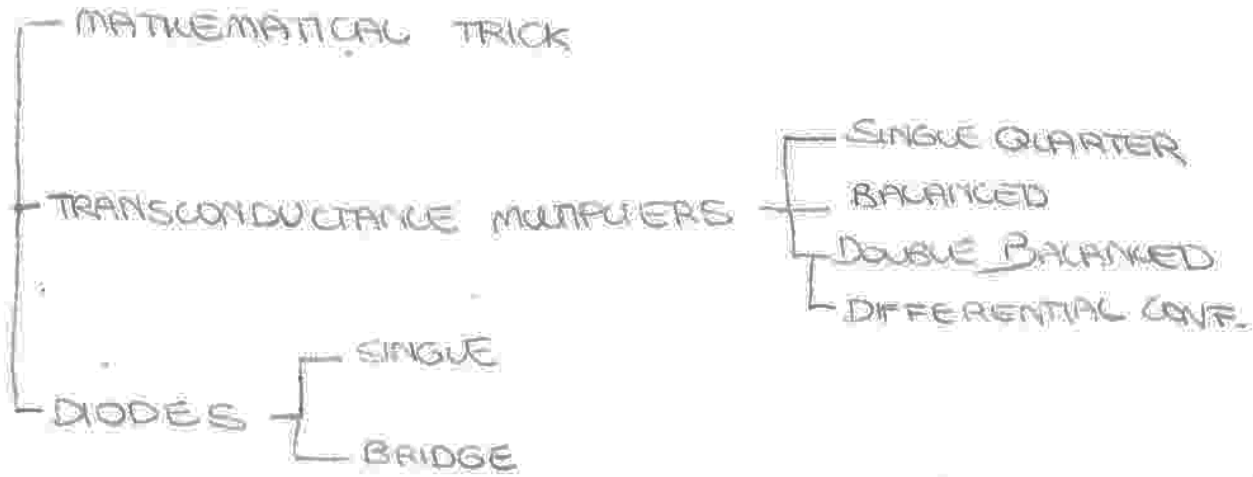 MATHEMATICAL TRICK
TRANSCONDUCTANCE MULTIPLIERS
SINGLE QUARTER
BALANCED
DOUBLE BALANCED
DIFFERENTIAL CONF.
DIODES
SINGLE
BRIDGE